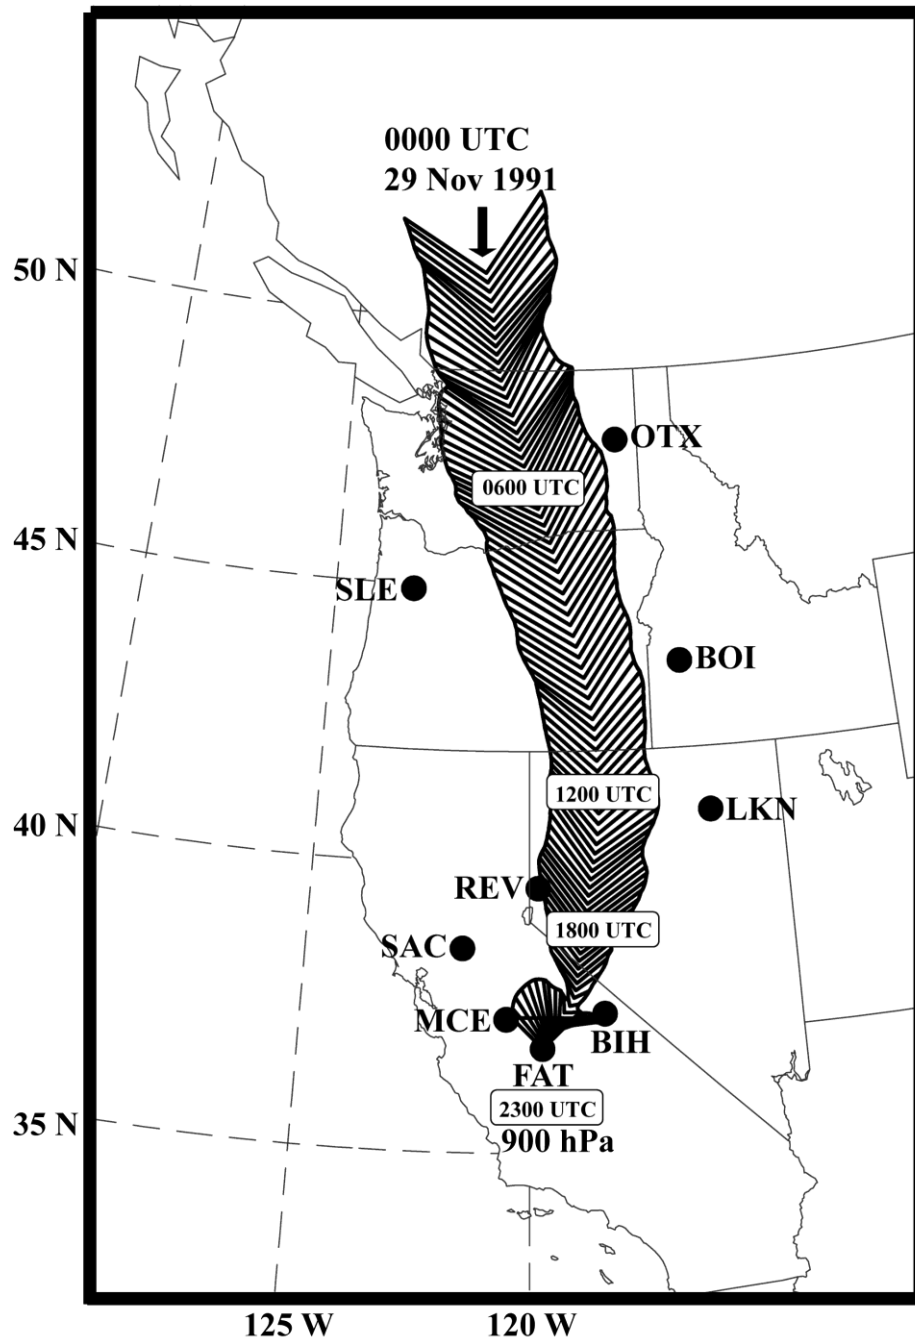 0000 UTC
29 Nov 1991
50 N
OTX
0600 UTC
45 N
SLE
BOI
1200 UTC
LKN
40 N
REV
1800 UTC
SAC
MCE
BIH
FAT
2300 UTC
35 N
900 hPa
125 W
120 W